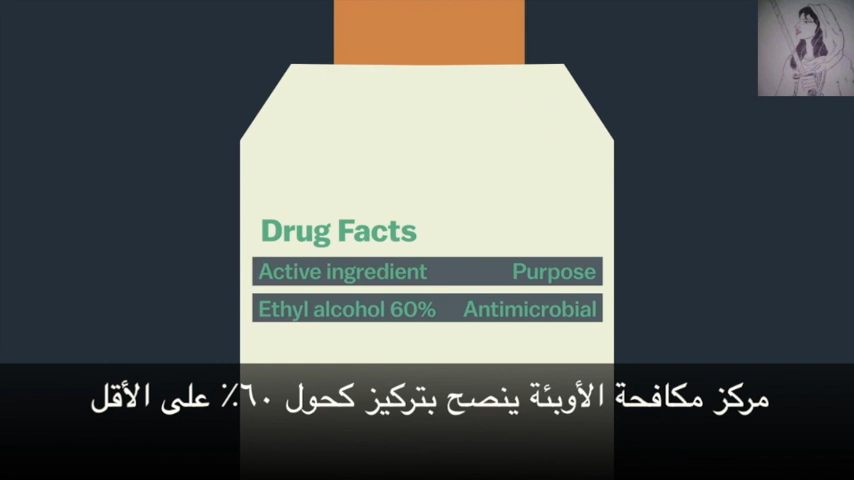 Drug Facts
Active ingredient Purpose
Ethyl alcohol 60% Antimicrobial
مركز مكافحة الأوبئة ينصح بتركيز كحول ٦٠٪ على الأقل